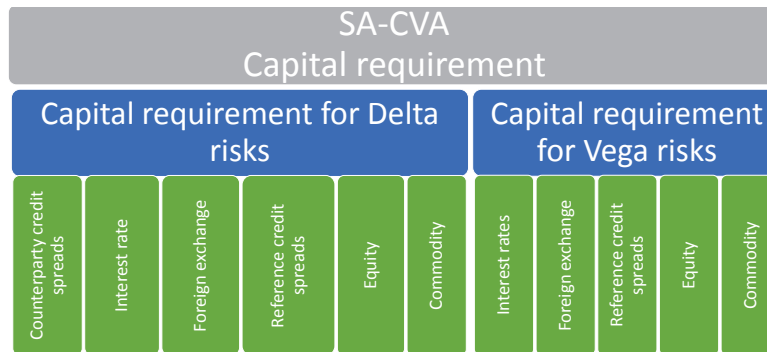 SA-CVA
Capital requirement
Capital requirement for Delta
risks
Capital requirement
for Vega risks
Counterparty credit
spreads
Interest rate
Foreign exchange
Reference credit
spreads
Equity
Commodity
Interest rates
Foreign exchange
Reference credit
spreads
Equity
Commodity